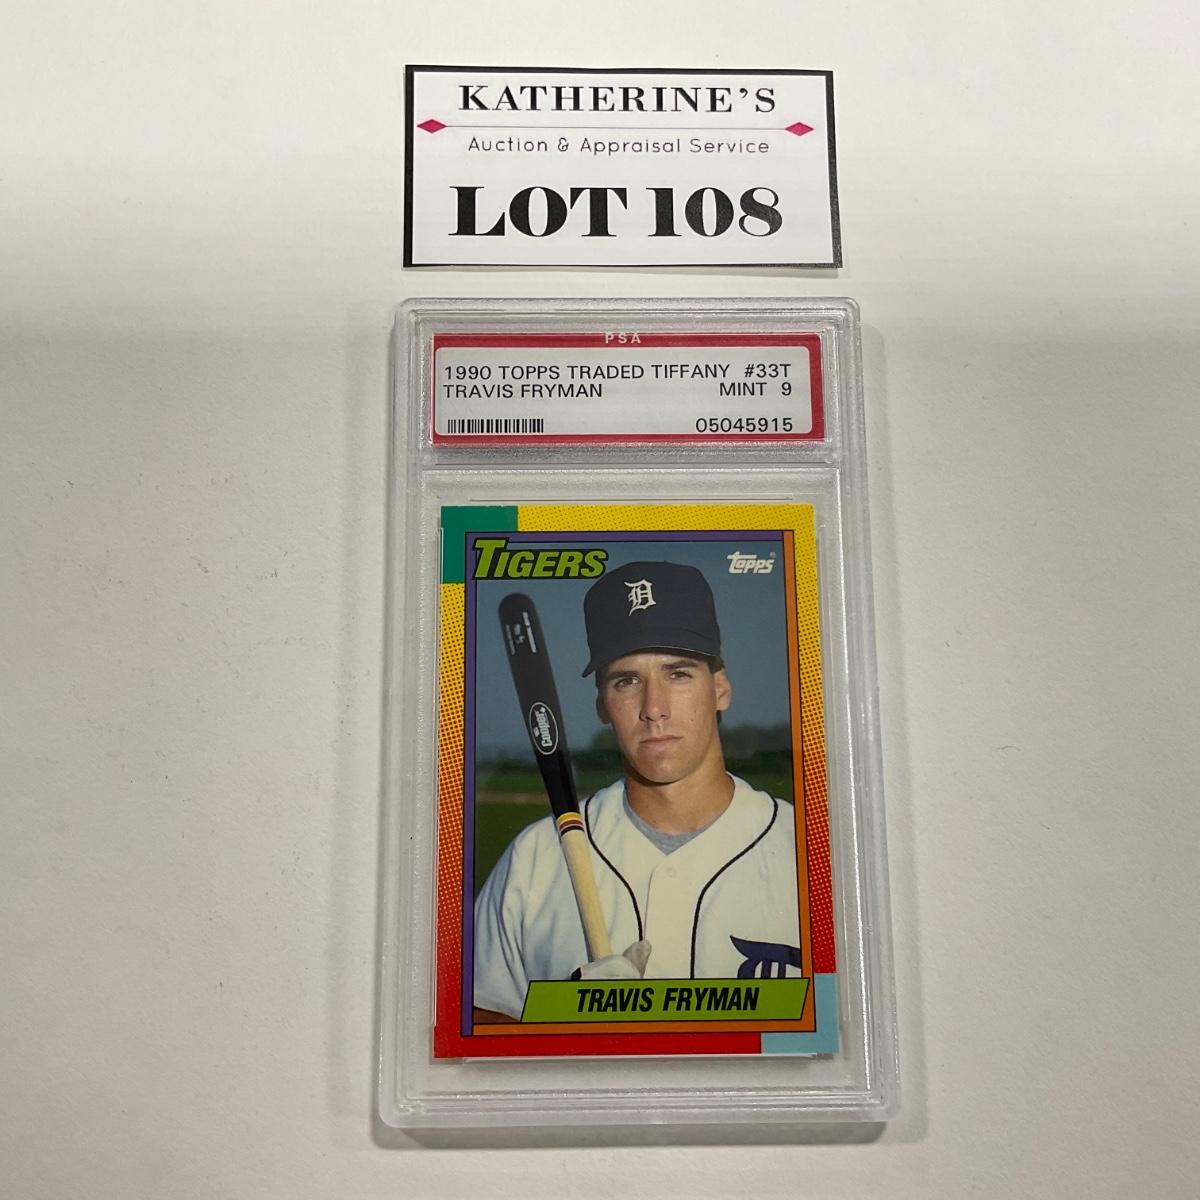 KATHERINE'S
Auction & Appraisal Service
LOT 108
PSA
1990 TOPPS TRADED TIFFANY #33T
TRAVIS FRYMAN MINT 9
05045915
TIGERS
topps®
Cooper
D
TRAVIS FRYMAN